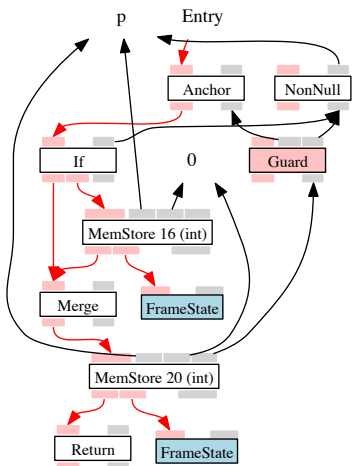 p Entry
Anchor NonNull
If 0 Guard
MemStore 16 (int)
Merge FrameState
MemStore 20 (int)
Return FrameState